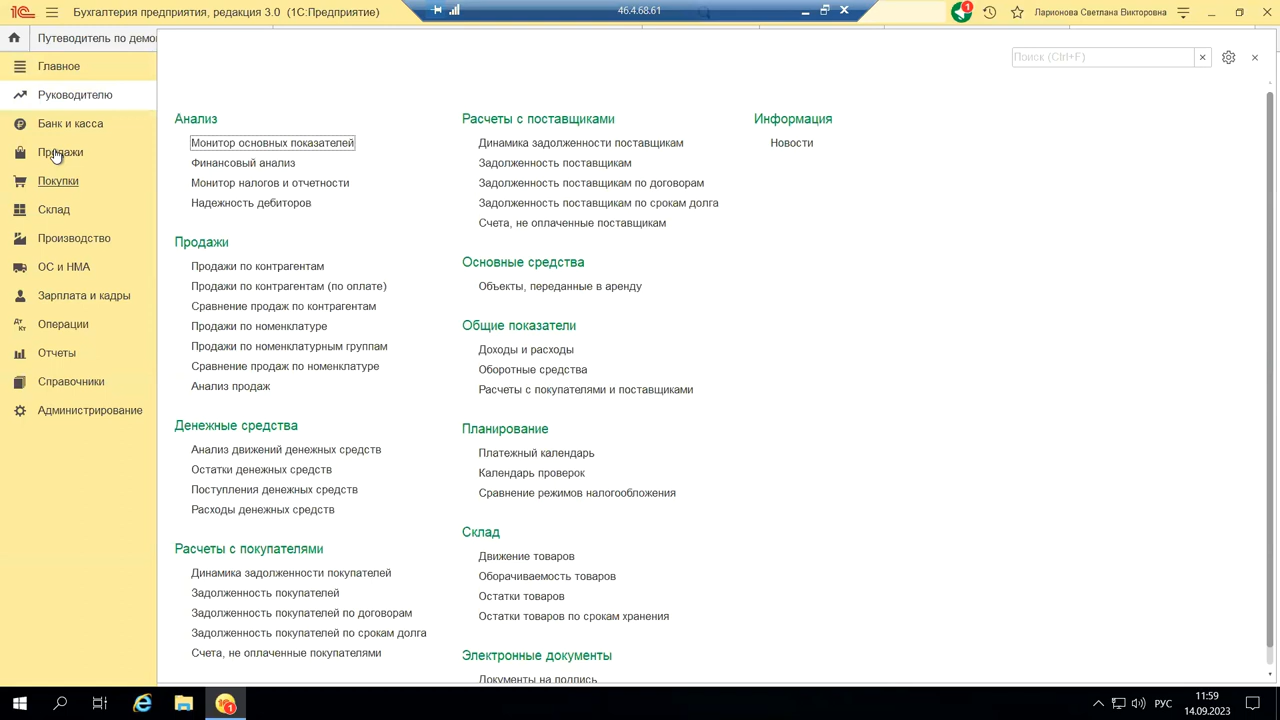 Бухгалтерия предприятия, редакция 3.0 (1С:Предприятие)
46.4.68.61
1
Ларионова Светлана Викторовна
Путеводитель по демо
Главное
Руководителю
Банк и касса
Продажи
Покупки
Склад
Производство
ОС и НМА
Зарплата и кадры
Дт
Кт
Операции
Отчеты
Справочники
Администрирование
Поиск (Ctrl+F)
Анализ
Монитор основных показателей
Финансовый анализ
Монитор налогов и отчетности
Надежность дебиторов
Продажи
Продажи по контрагентам
Продажи по контрагентам (по оплате)
Сравнение продаж по контрагентам
Продажи по номенклатуре
Продажи по номенклатурным группам
Сравнение продаж по номенклатуре
Анализ продаж
Денежные средства
Анализ движений денежных средств
Остатки денежных средств
Поступления денежных средств
Расходы денежных средств
Расчеты с покупателями
Динамика задолженности покупателей
Задолженность покупателей
Задолженность покупателей по договорам
Задолженность покупателей по срокам долга
Счета, не оплаченные покупателями
Расчеты с поставщиками
Динамика задолженности поставщикам
Задолженность поставщикам
Задолженность поставщикам по договорам
Задолженность поставщикам по срокам долга
Счета, не оплаченные поставщикам
Основные средства
Объекты, переданные в аренду
Общие показатели
Доходы и расходы
Оборотные средства
Расчеты с покупателями и поставщиками
Планирование
Платежный календарь
Календарь проверок
Сравнение режимов налогообложения
Склад
Движение товаров
Оборачиваемость товаров
Остатки товаров
Остатки товаров по срокам хранения
Электронные документы
Документы на подпись
Информация
Новости
1
РУС
11:59
14.09.2023